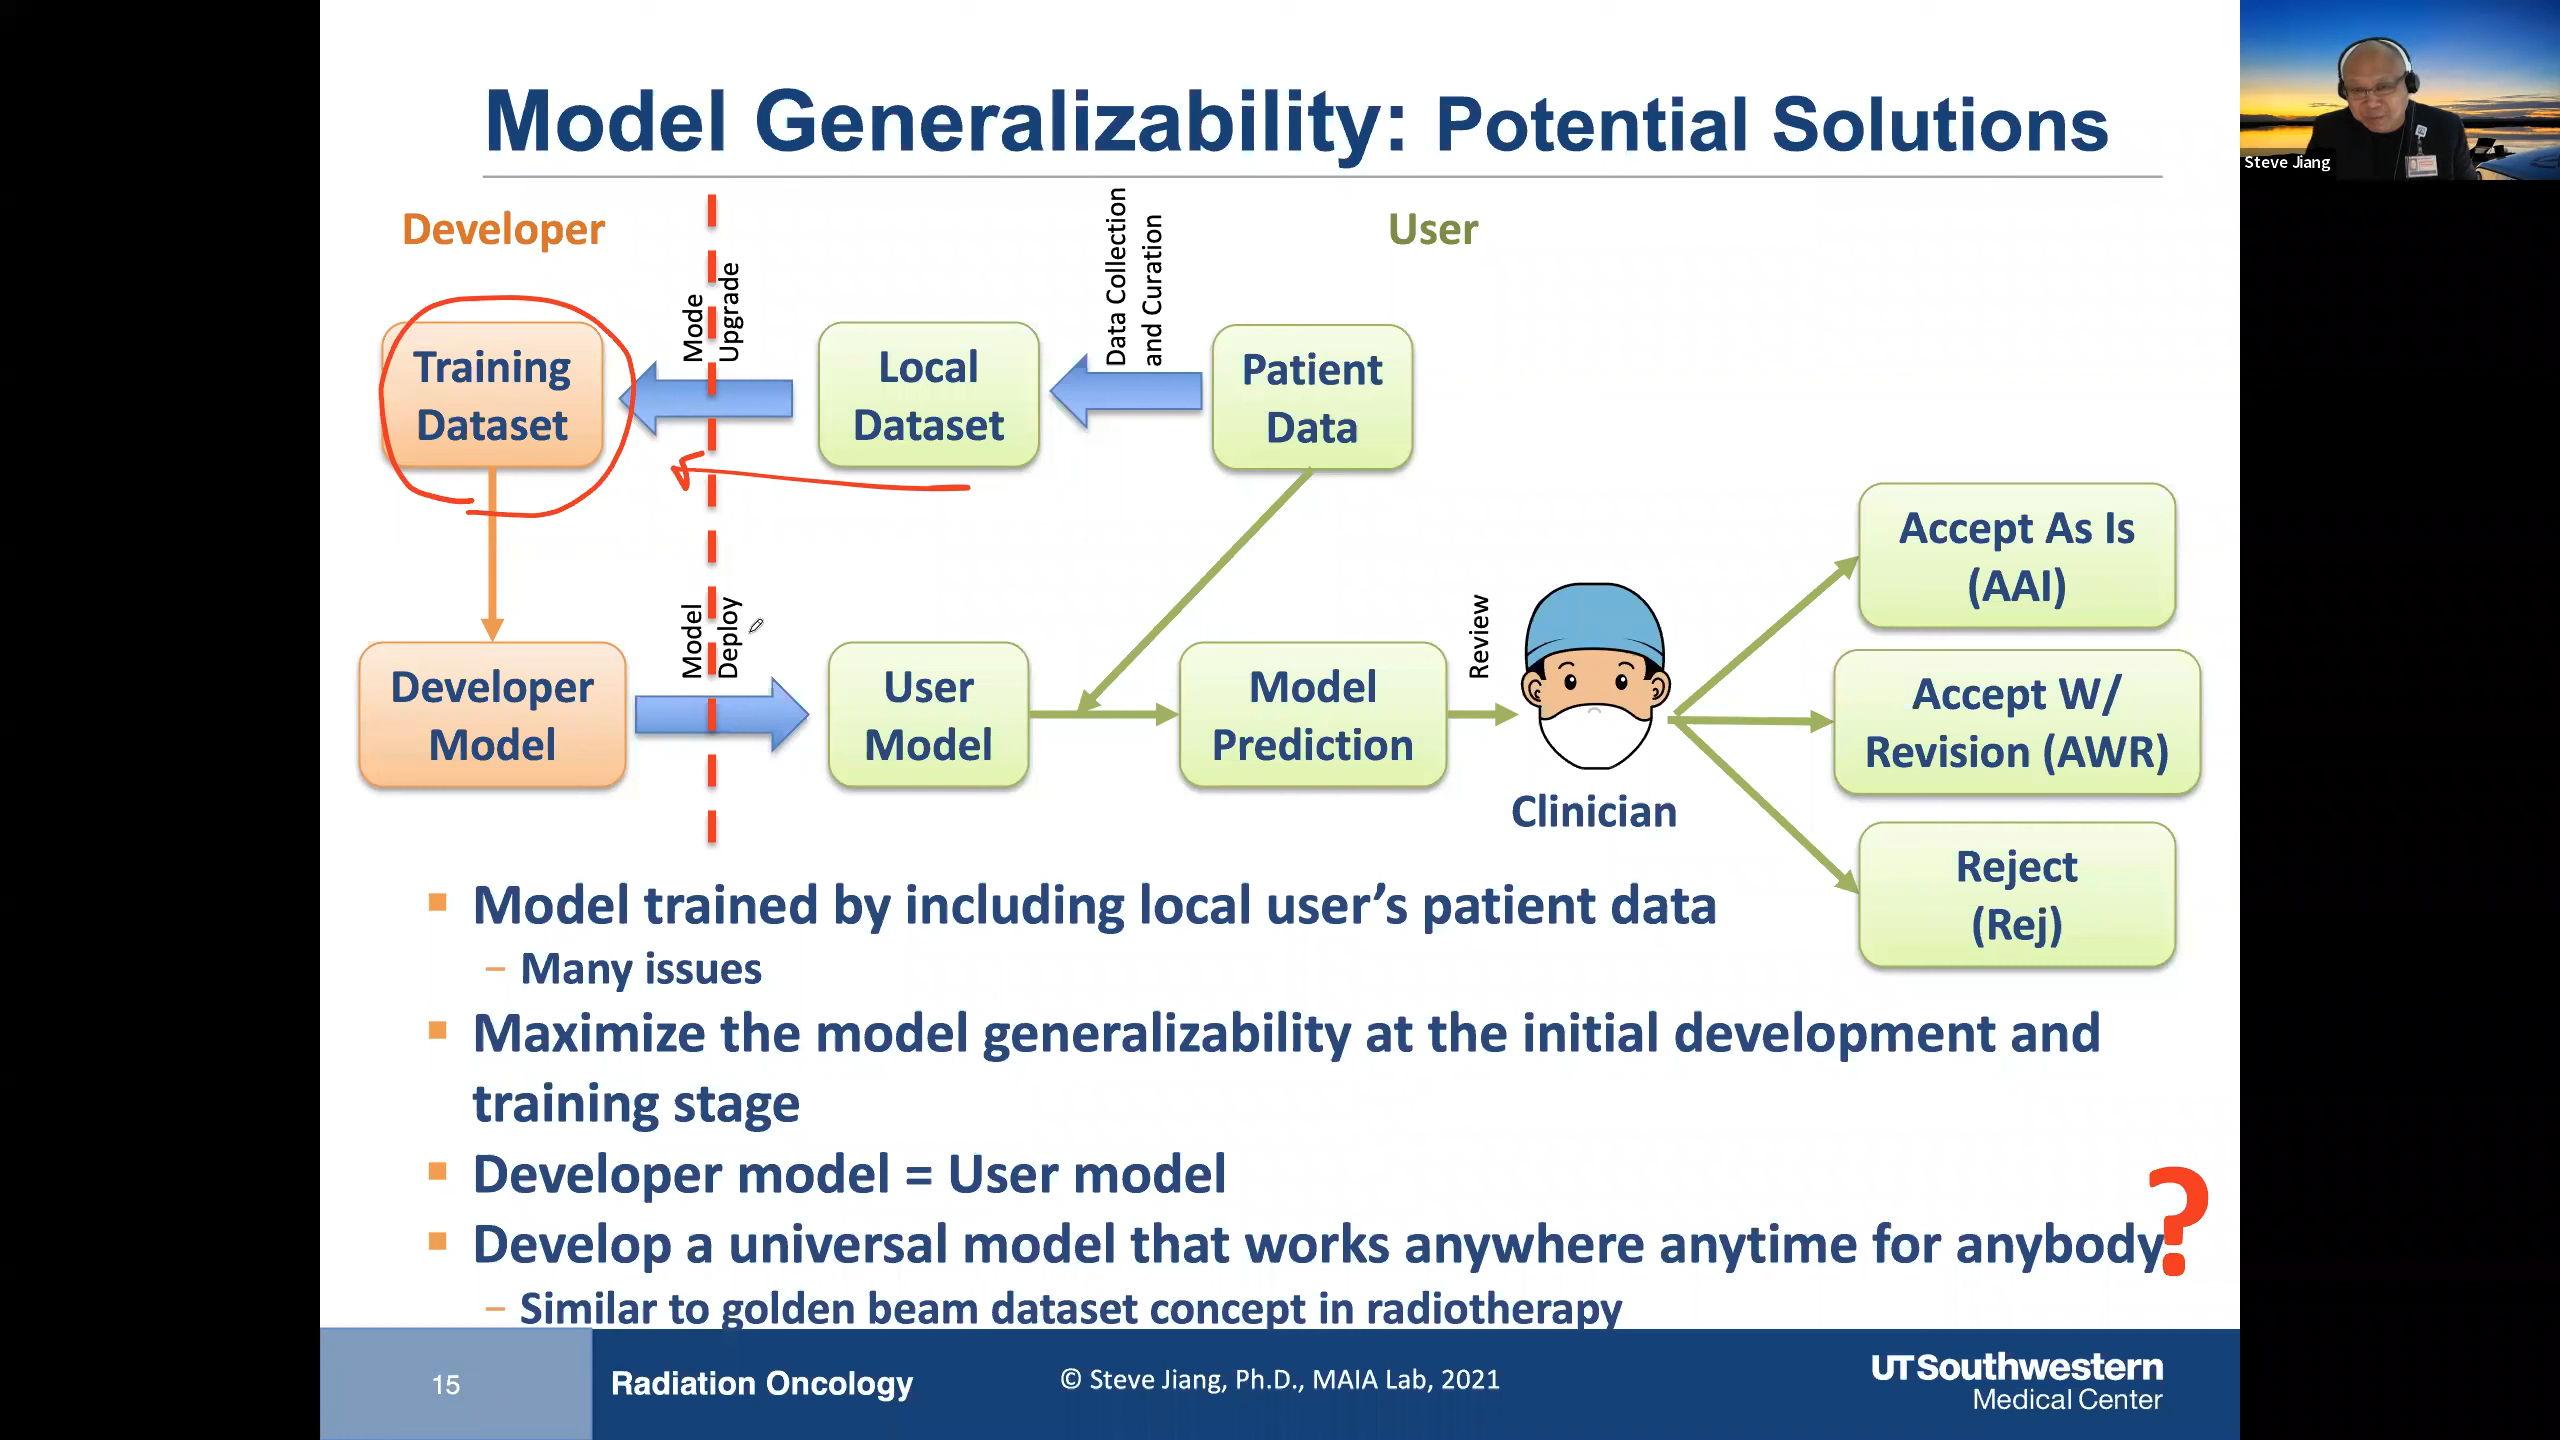 Model Generalizability: Potential Solutions
Steve Jiang
Developer
User
Mode
Upgrade
Data Collection
and Curation
Training
Dataset
Local
Dataset
Patient
Data
Model
Deploy
Developer
Model
User
Model
Model
Prediction
Review
Clinician
Accept As Is
(AAI)
Accept W/
Revision (AWR)
Reject
(Rej)
▪ Model trained by including local user’s patient data
– Many issues
▪ Maximize the model generalizability at the initial development and
training stage
▪ Developer model = User model
▪ Develop a universal model that works anywhere anytime for anybody
?
– Similar to golden beam dataset concept in radiotherapy
15
Radiation Oncology
© Steve Jiang, Ph.D., MAIA Lab, 2021
UTSouthwestern
Medical Center